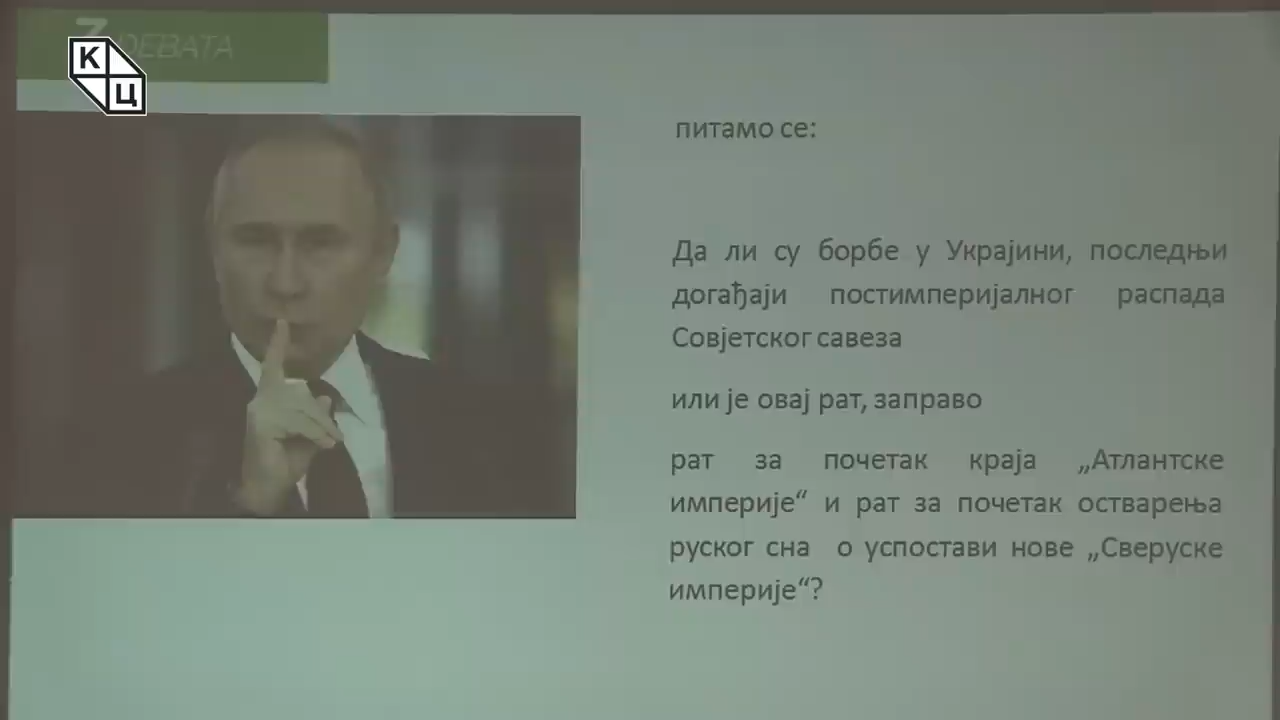 DEBATA
К
Ц
питамо се:
Да ли су борбе у Украјини, последњи
догађаји постимперијалног распада
Совјетског савеза
или је овај рат, заправо
рат за почетак краја „Атлантске
империје“ и рат за почетак остварења
руског сна о успостави нове „Сверуске
империје“?